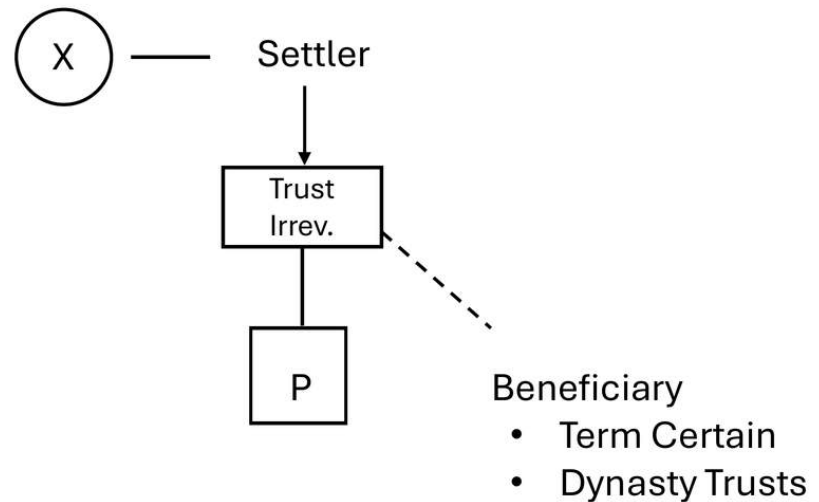 X
Settler
Trust
Irrev.
P
Beneficiary
• Term Certain
• Dynasty Trusts